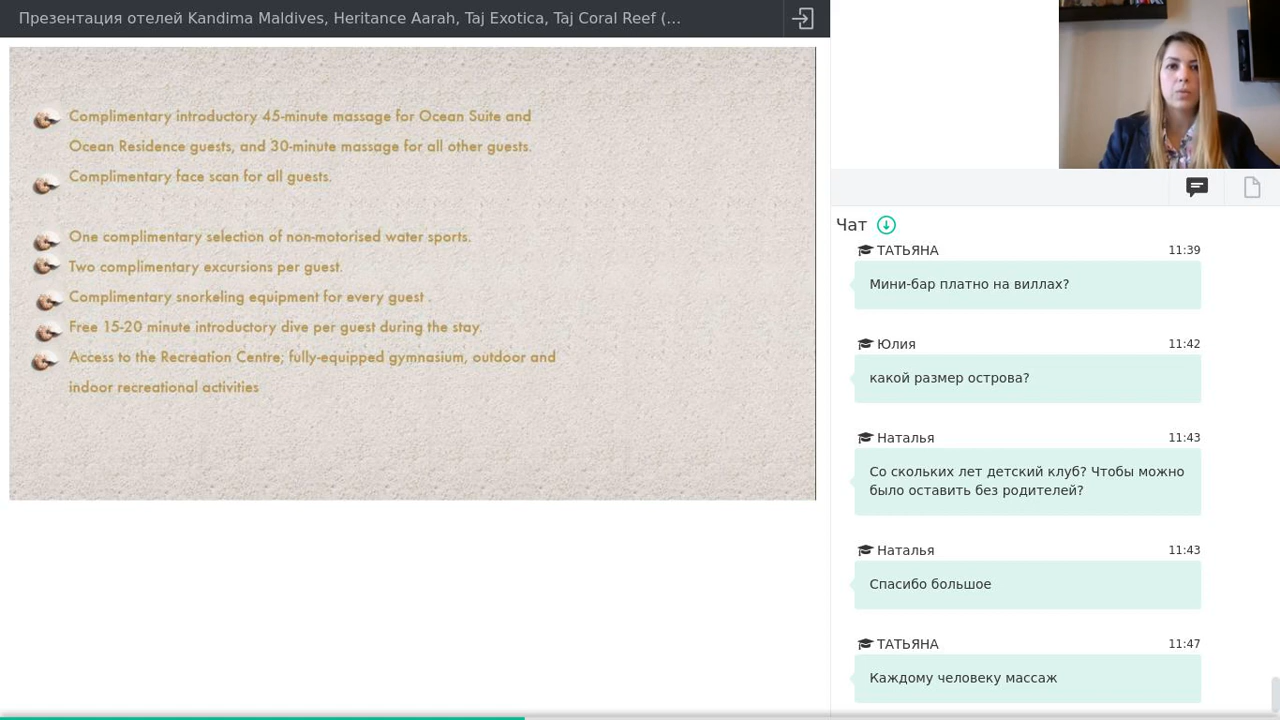 Презентация отелей Kandima Maldives, Heritance Aarah, Taj Exotica, Taj Coral Reef (...
Complimentary introductory 45-minute massage for Ocean Suite and
Ocean Residence guests, and 30-minute massage for all other guests.
Complimentary face scan for all guests.
One complimentary selection of non-motorised water sports.
Two complimentary excursions per guest.
Complimentary snorkeling equipment for every guest .
Free 15-20 minute introductory dive per guest during the stay.
Access to the Recreation Centre; fully-equipped gymnasium, outdoor and
indoor recreational activities
Чат
ТАТЬЯНА 11:39
Мини-бар платно на виллах?
Юлия 11:42
какой размер острова?
Наталья 11:43
Со скольких лет детский клуб? Чтобы можно
было оставить без родителей?
Наталья 11:43
Спасибо большое
ТАТЬЯНА 11:47
Каждому человеку массаж